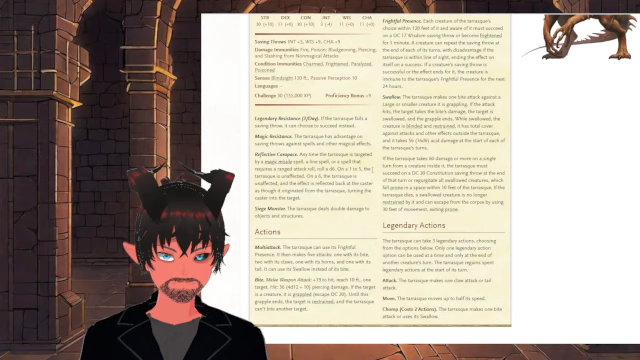 STR DEX CON INT WIS CHA
30 (+10) 11 (+0) 30 (+10) 3 (-4) 11 (+0) 11 (+0)
Saving Throws INT +5, WIS +9, CHA +9
Damage Immunities Fire, Poison; Bludgeoning, Piercing,
and Slashing from Nonmagical Attacks
Condition Immunities Charmed, Frightened, Paralyzed,
Poisoned
Senses Blindsight 120 ft., Passive Perception 10
Languages --
Challenge 30 (155,000 XP) Proficiency Bonus +9
Legendary Resistance (3/Day). If the tarrasque fails a
saving throw, it can choose to succeed instead.
Magic Resistance. The tarrasque has advantage on
saving throws against spells and other magical effects.
Reflective Carapace. Any time the tarrasque is targeted
by a magic missile spell, a line spell, or a spell that
requires a ranged attack roll, roll a d6. On a 1 to 5, the
tarrasque is unaffected. On a 6, the tarrasque is
unaffected, and the effect is reflected back at the caster
as though it originated from the tarrasque, turning the
caster into the target.
Siege Monster. The tarrasque deals double damage to
objects and structures.
Actions
Multiattack. The tarrasque can use its Frightful
Presence. It then makes five attacks: one with its bite,
two with its claws, one with its horns, and one with its
tail. It can use its Swallow instead of its bite.
Bite. Melee Weapon Attack: +19 to hit, reach 10 ft., one
target. Hit: 36 (4d12 + 10) piercing damage. If the target
is a creature, it is grappled (escape DC 20). Until this
grapple ends, the target is restrained, and the tarrasque
can't bite another target.
Frightful Presence. Each creature of the tarrasque's
choice within 120 feet of it and aware of it must succeed
on a DC 17 Wisdom saving throw or become frightened
for 1 minute. A creature can repeat the saving throw at
the end of each of its turns, with disadvantage if the
tarrasque is within line of sight, ending the effect on
itself on a success. If a creature's saving throw is
successful or the effect ends for it, the creature is
immune to the tarrasque's Frightful Presence for the next
24 hours.
Swallow. The tarrasque makes one bite attack against a
Large or smaller creature it is grappling. If the attack
hits, the target takes the bite's damage, the target is
swallowed, and the grapple ends. While swallowed, the
creature is blinded and restrained, it has total cover
against attacks and other effects outside the tarrasque,
and it takes 56 (16d6) acid damage at the start of each of
the tarrasque's turns.
If the tarrasque takes 60 damage or more on a single
turn from a creature inside it, the tarrasque must
succeed on a DC 20 Constitution saving throw at the end
of that turn or regurgitate all swallowed creatures, which
fall prone in a space within 10 feet of the tarrasque. If the
tarrasque dies, a swallowed creature is no longer
restrained by it and can escape from the corpse by using
30 feet of movement, exiting prone.
Legendary Actions
The tarrasque can take 3 legendary actions, choosing
from the options below. Only one legendary action
option can be used at a time and only at the end of
another creature's turn. The tarrasque regains spent
legendary actions at the start of its turn.
Attack. The tarrasque makes one claw attack or tail
attack.
Move. The tarrasque moves up to half its speed.
Chomp (Costs 2 Actions). The tarrasque makes one bite
attack or uses its Swallow.